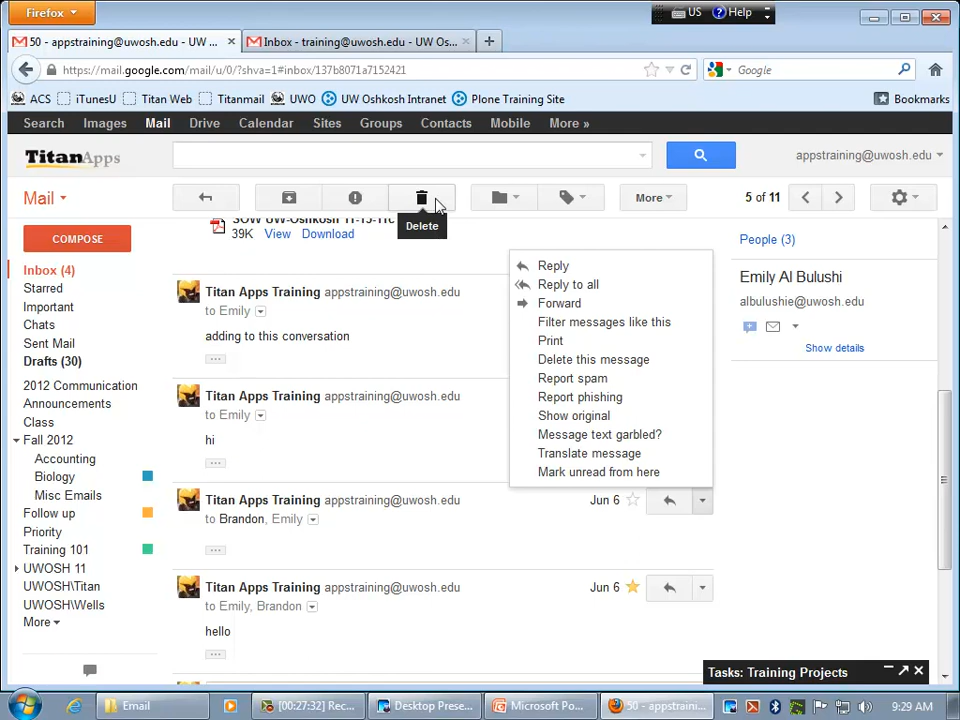 Firefox
US Help
50 - appstraining@uwosh.edu - UW ...
Inbox - training@uwosh.edu - UW Os...
https://mail.google.com/mail/u/0/?shva=1#inbox/137b8071a7152421
Google
ACS iTunesU Titan Web Titanmail UWO UW Oshkosh Intranet Plone Training Site Bookmarks
Search Images Mail Drive Calendar Sites Groups Contacts Mobile More »
TitanApps
appstraining@uwosh.edu
Mail
More
5 of 11
Delete
SOW UW-Oshkosh
39K View Download
COMPOSE
Inbox (4)
Starred
Important
Chats
Sent Mail
Drafts (30)
2012 Communication
Announcements
Class
Fall 2012
Accounting
Biology
Misc Emails
Follow up
Priority
Training 101
UWOSH 11
UWOSH\Titan
UWOSH\Wells
More
Titan Apps Training appstraining@uwosh.edu
to Emily
adding to this conversation
...
Titan Apps Training appstraining@uwosh.edu
to Emily
hi
...
Titan Apps Training appstraining@uwosh.edu Jun 6
to Brandon, Emily
...
Titan Apps Training appstraining@uwosh.edu Jun 6
to Emily, Brandon
hello
...
Reply
Reply to all
Forward
Filter messages like this
Print
Delete this message
Report spam
Report phishing
Show original
Message text garbled?
Translate message
Mark unread from here
People (3)
Emily Al Bulushi
albulushie@uwosh.edu
Show details
Tasks: Training Projects
Email
[00:27:32] Rec...
Desktop Prese...
Microsoft Po...
50 - appstraini...
9:29 AM